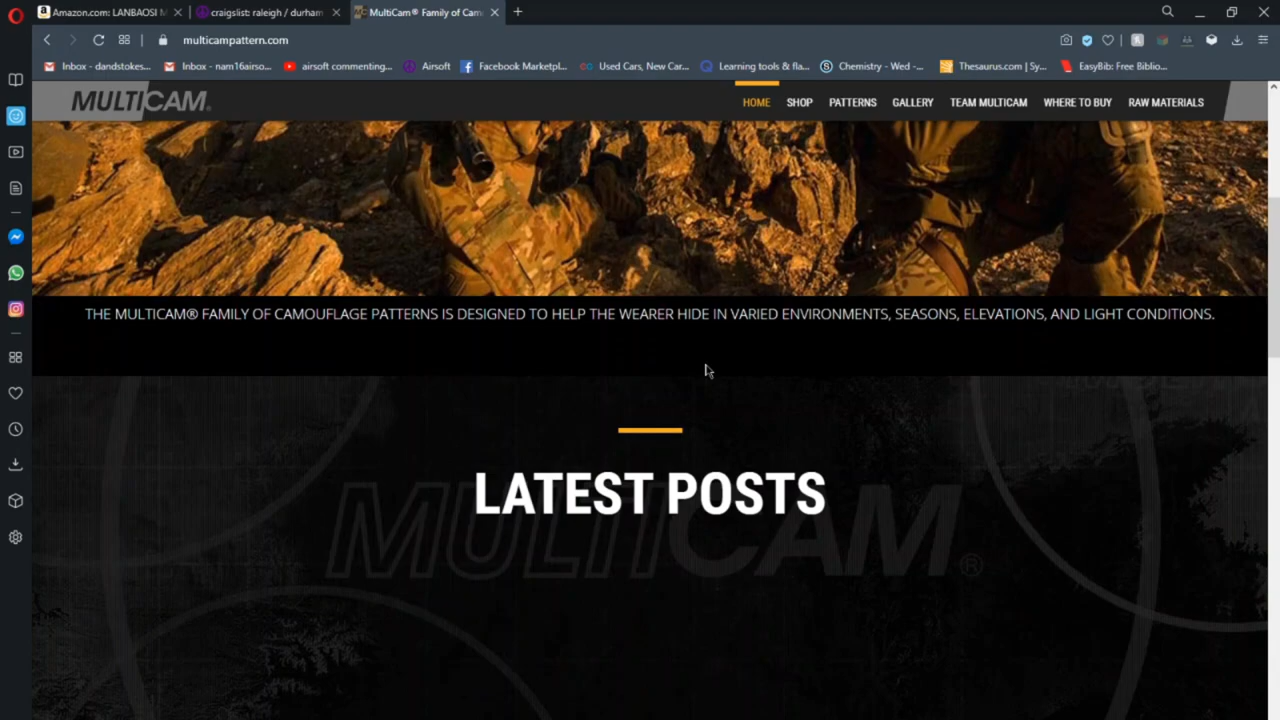 Amazon.com: LANBAOSI M
craigslist: raleigh / durham
MultiCam® Family of Cam
multicampattern.com
Inbox - dandstokes...
Inbox - nam16airso...
airsoft commenting...
Airsoft
Facebook Marketpl...
Used Cars, New Car...
Learning tools & fla...
Chemistry - Wed -...
Thesaurus.com | Sy...
EasyBib: Free Biblio...
MULTICAM®
HOME
SHOP
PATTERNS
GALLERY
TEAM MULTICAM
WHERE TO BUY
RAW MATERIALS
THE MULTICAM® FAMILY OF CAMOUFLAGE PATTERNS IS DESIGNED TO HELP THE WEARER HIDE IN VARIED ENVIRONMENTS, SEASONS, ELEVATIONS, AND LIGHT CONDITIONS.
LATEST POSTS
MULTICAM®